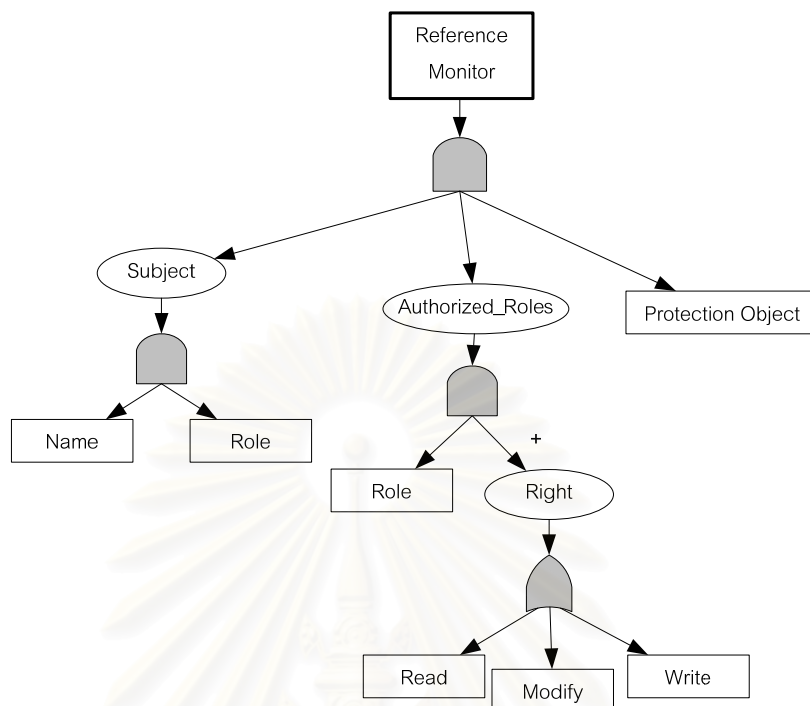 Reference
Monitor
Subject
Authorized_Roles
Protection Object
Name
Role
+
Role
Right
Read
Modify
Write